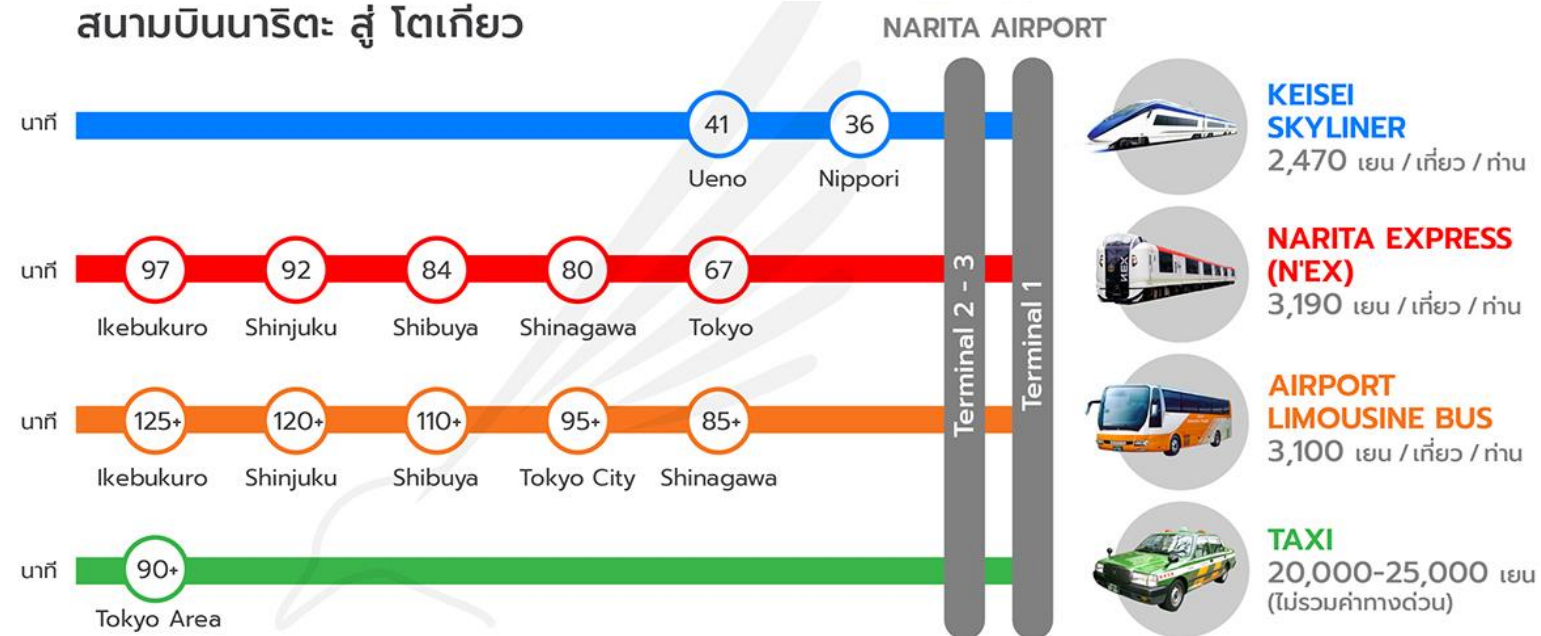 สนามบินนาริตะ สู่ โตเกียว
NARITA AIRPORT
นาที
41
36
Ueno
Nippori
KEISEI
SKYLINER
2,470 เยน / เที่ยว / ท่าน
นาที
97
92
84
80
67
Ikebukuro
Shinjuku
Shibuya
Shinagawa
Tokyo
NARITA EXPRESS
(N'EX)
3,190 เยน / เที่ยว / ท่าน
Terminal 2 - 3
Terminal 1
นาที
125+
120+
110+
95+
85+
Ikebukuro
Shinjuku
Shibuya
Tokyo City
Shinagawa
AIRPORT
LIMOUSINE BUS
3,100 เยน / เที่ยว / ท่าน
นาที
90+
Tokyo Area
TAXI
20,000-25,000 เยน
(ไม่รวมค่าทางด่วน)